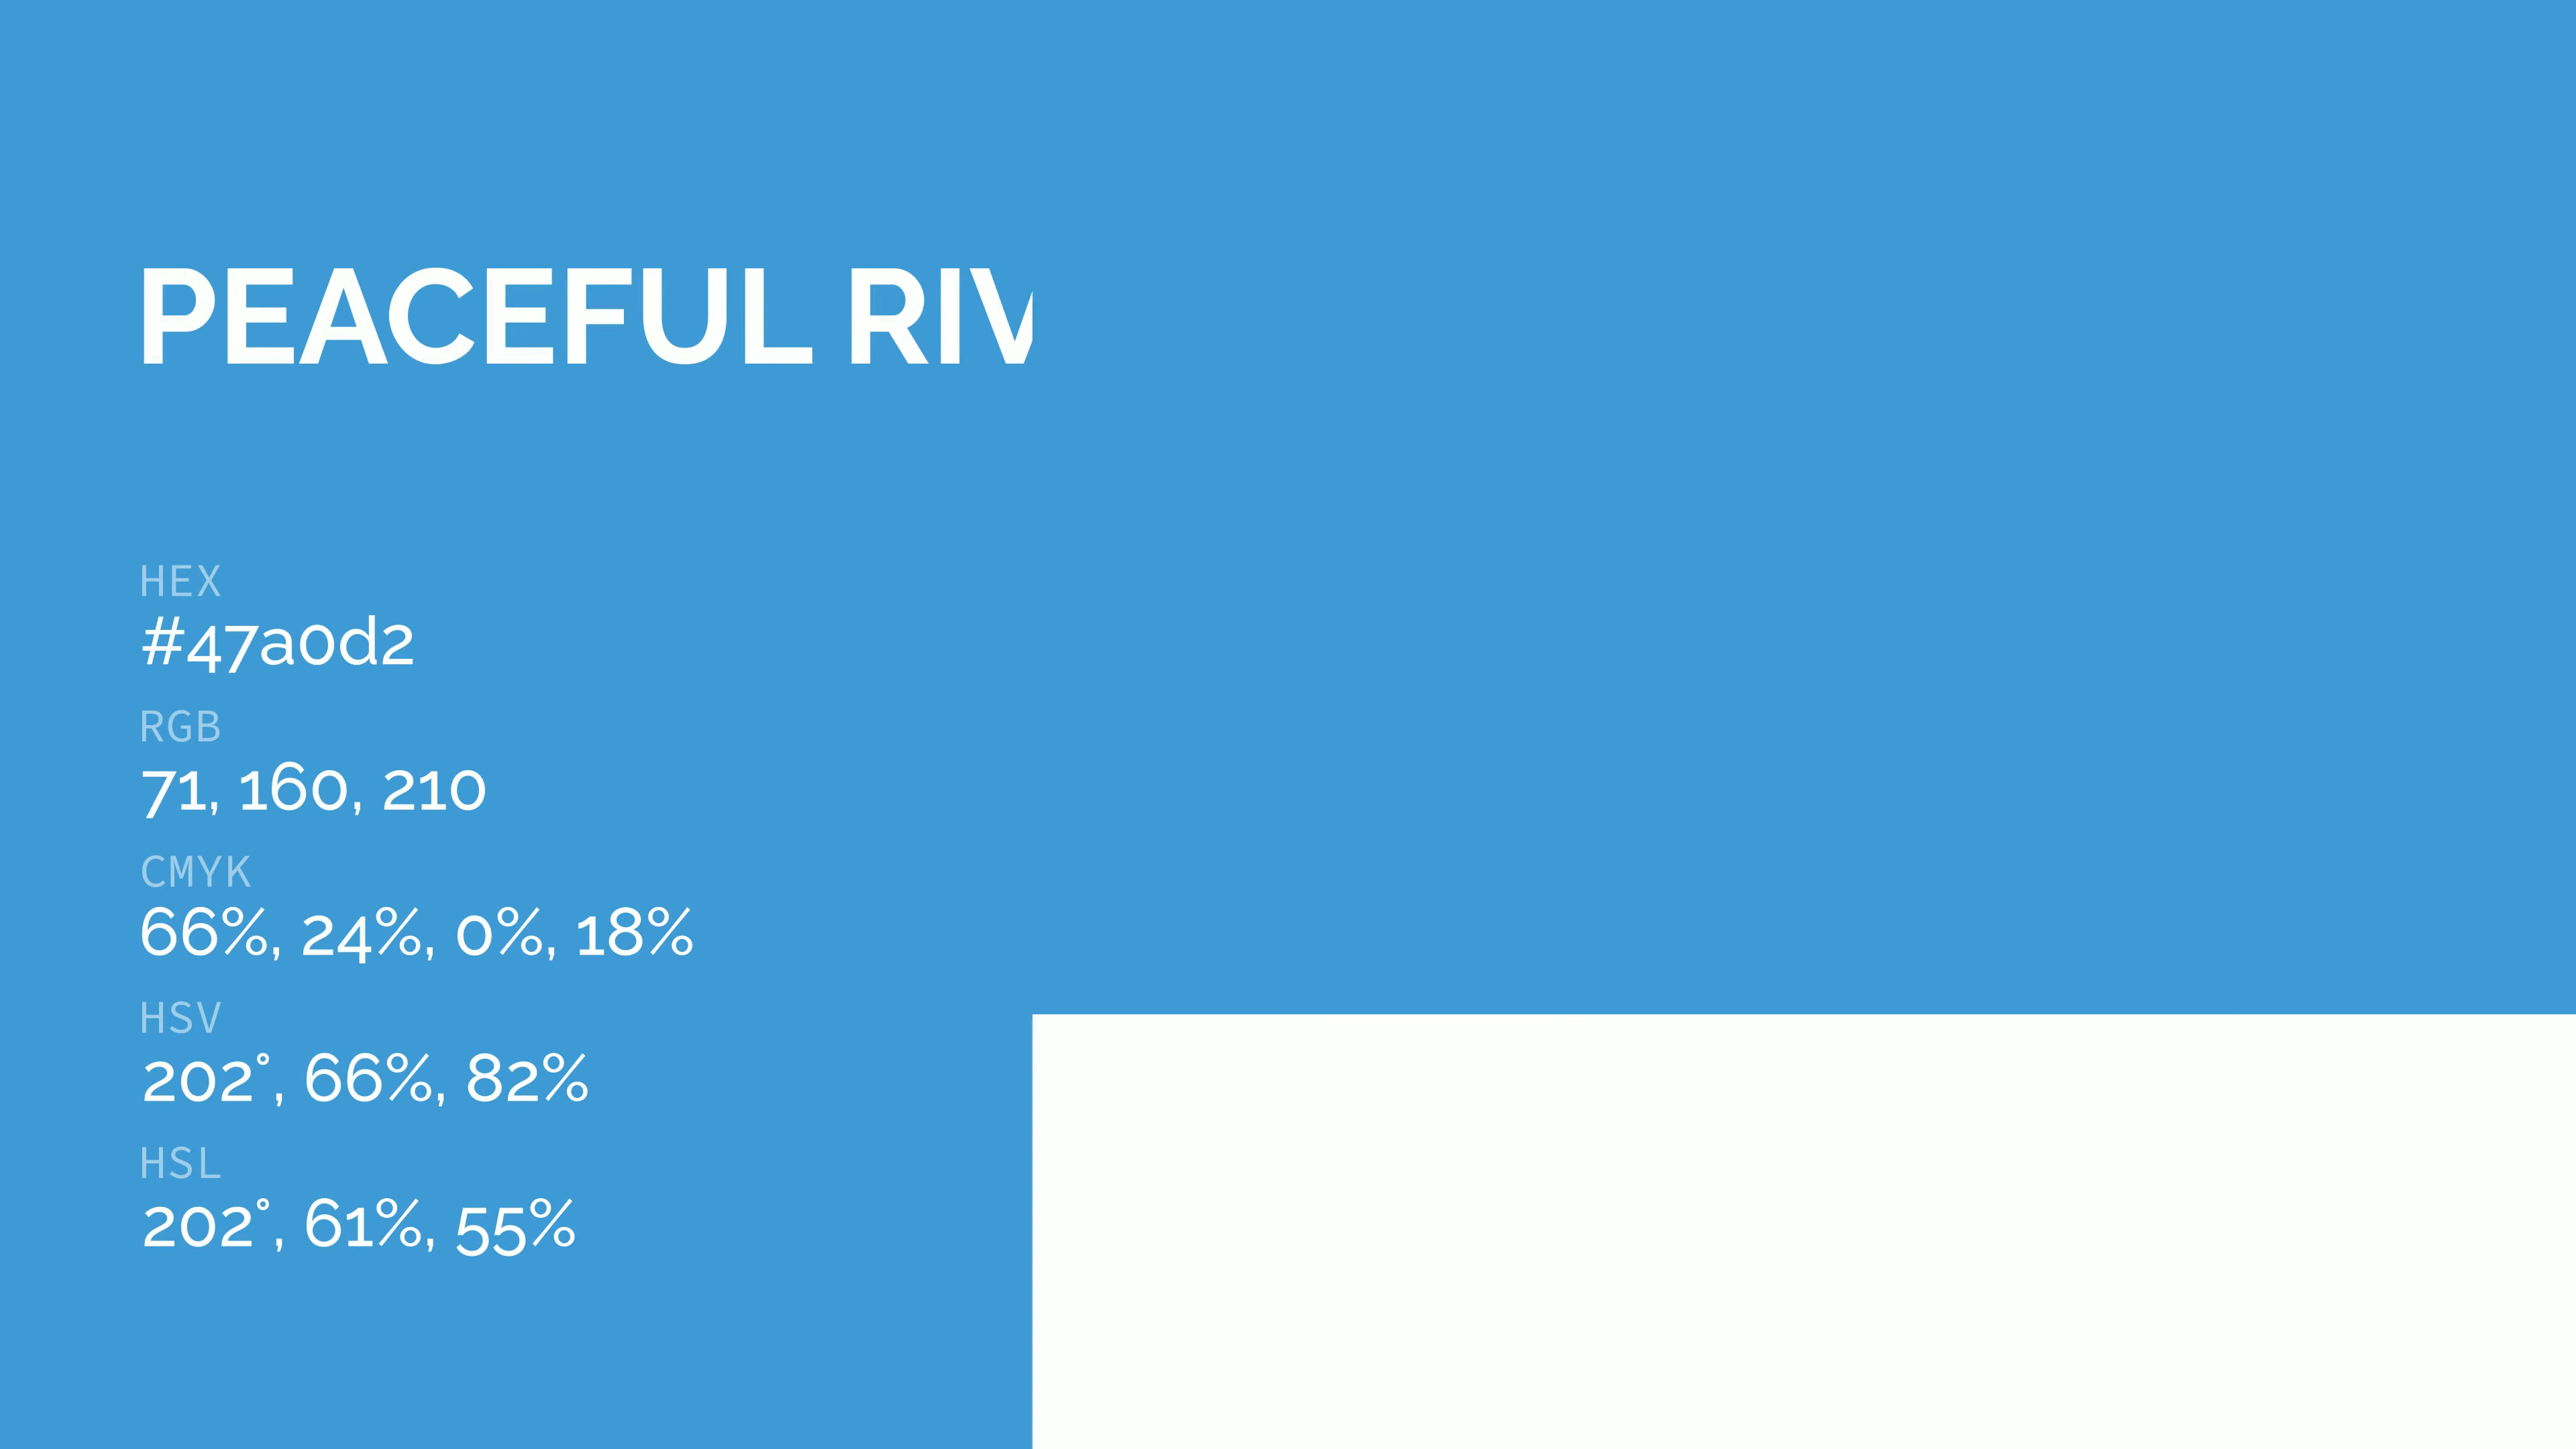 PEACEFUL RIV
HEX
#47a0d2
RGB
71, 160, 210
CMYK
66%, 24%, 0%, 18%
HSV
202°, 66%, 82%
HSL
202°, 61%, 55%